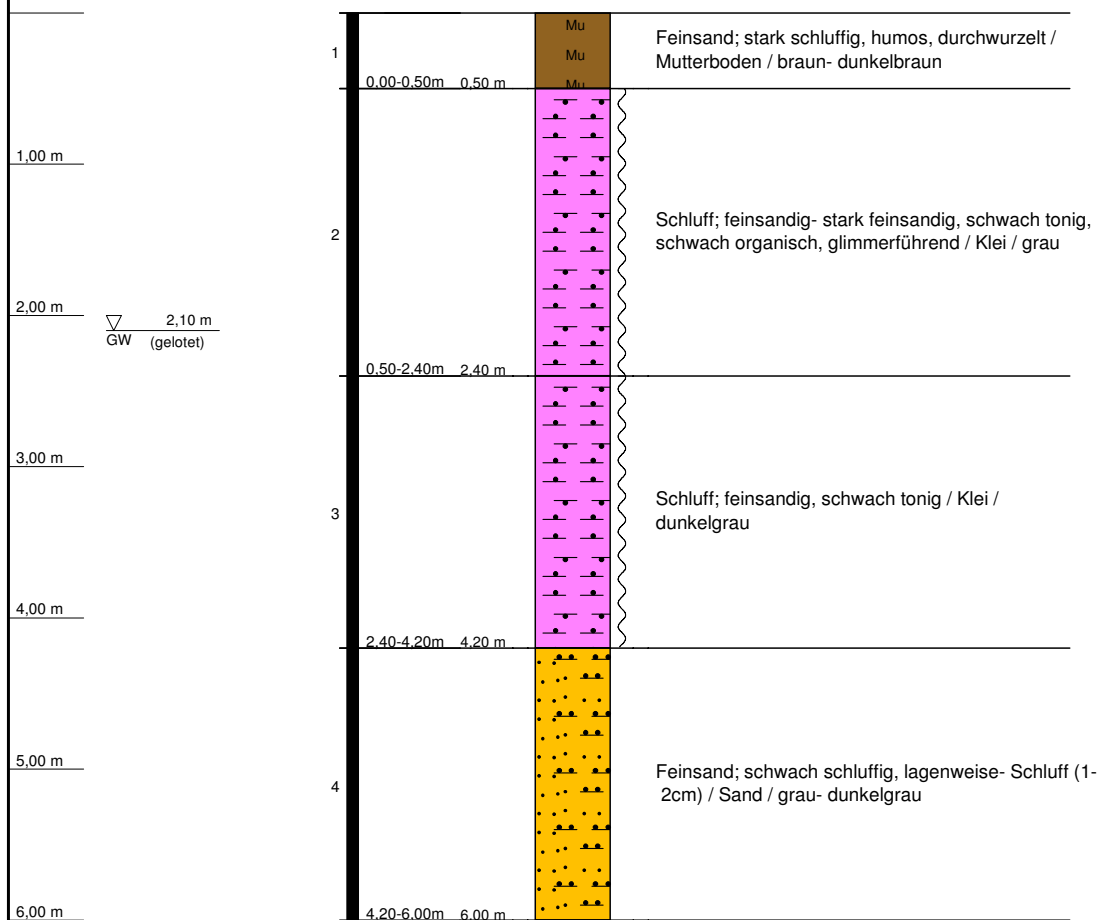 Mu
Feinsand; stark schluffig, humos, durchwurzelt /
1
Mu
Mutterboden / braun- dunkelbraun
0,00-0,50m 0,50 m
Mu
1,00 m
Schluff; feinsandig- stark feinsandig, schwach tonig,
2
schwach organisch, glimmerführend / Klei / grau
2,00 m
2,10 m
GW (gelotet)
0,50-2,40m 2,40 m
3,00 m
Schluff; feinsandig, schwach tonig / Klei /
3
dunkelgrau
4,00 m
2,40-4,20m 4,20 m
5,00 m
Feinsand; schwach schluffig, lagenweise- Schluff (1-
4
2cm) / Sand / grau- dunkelgrau
6,00 m
4,20-6,00m 6,00 m